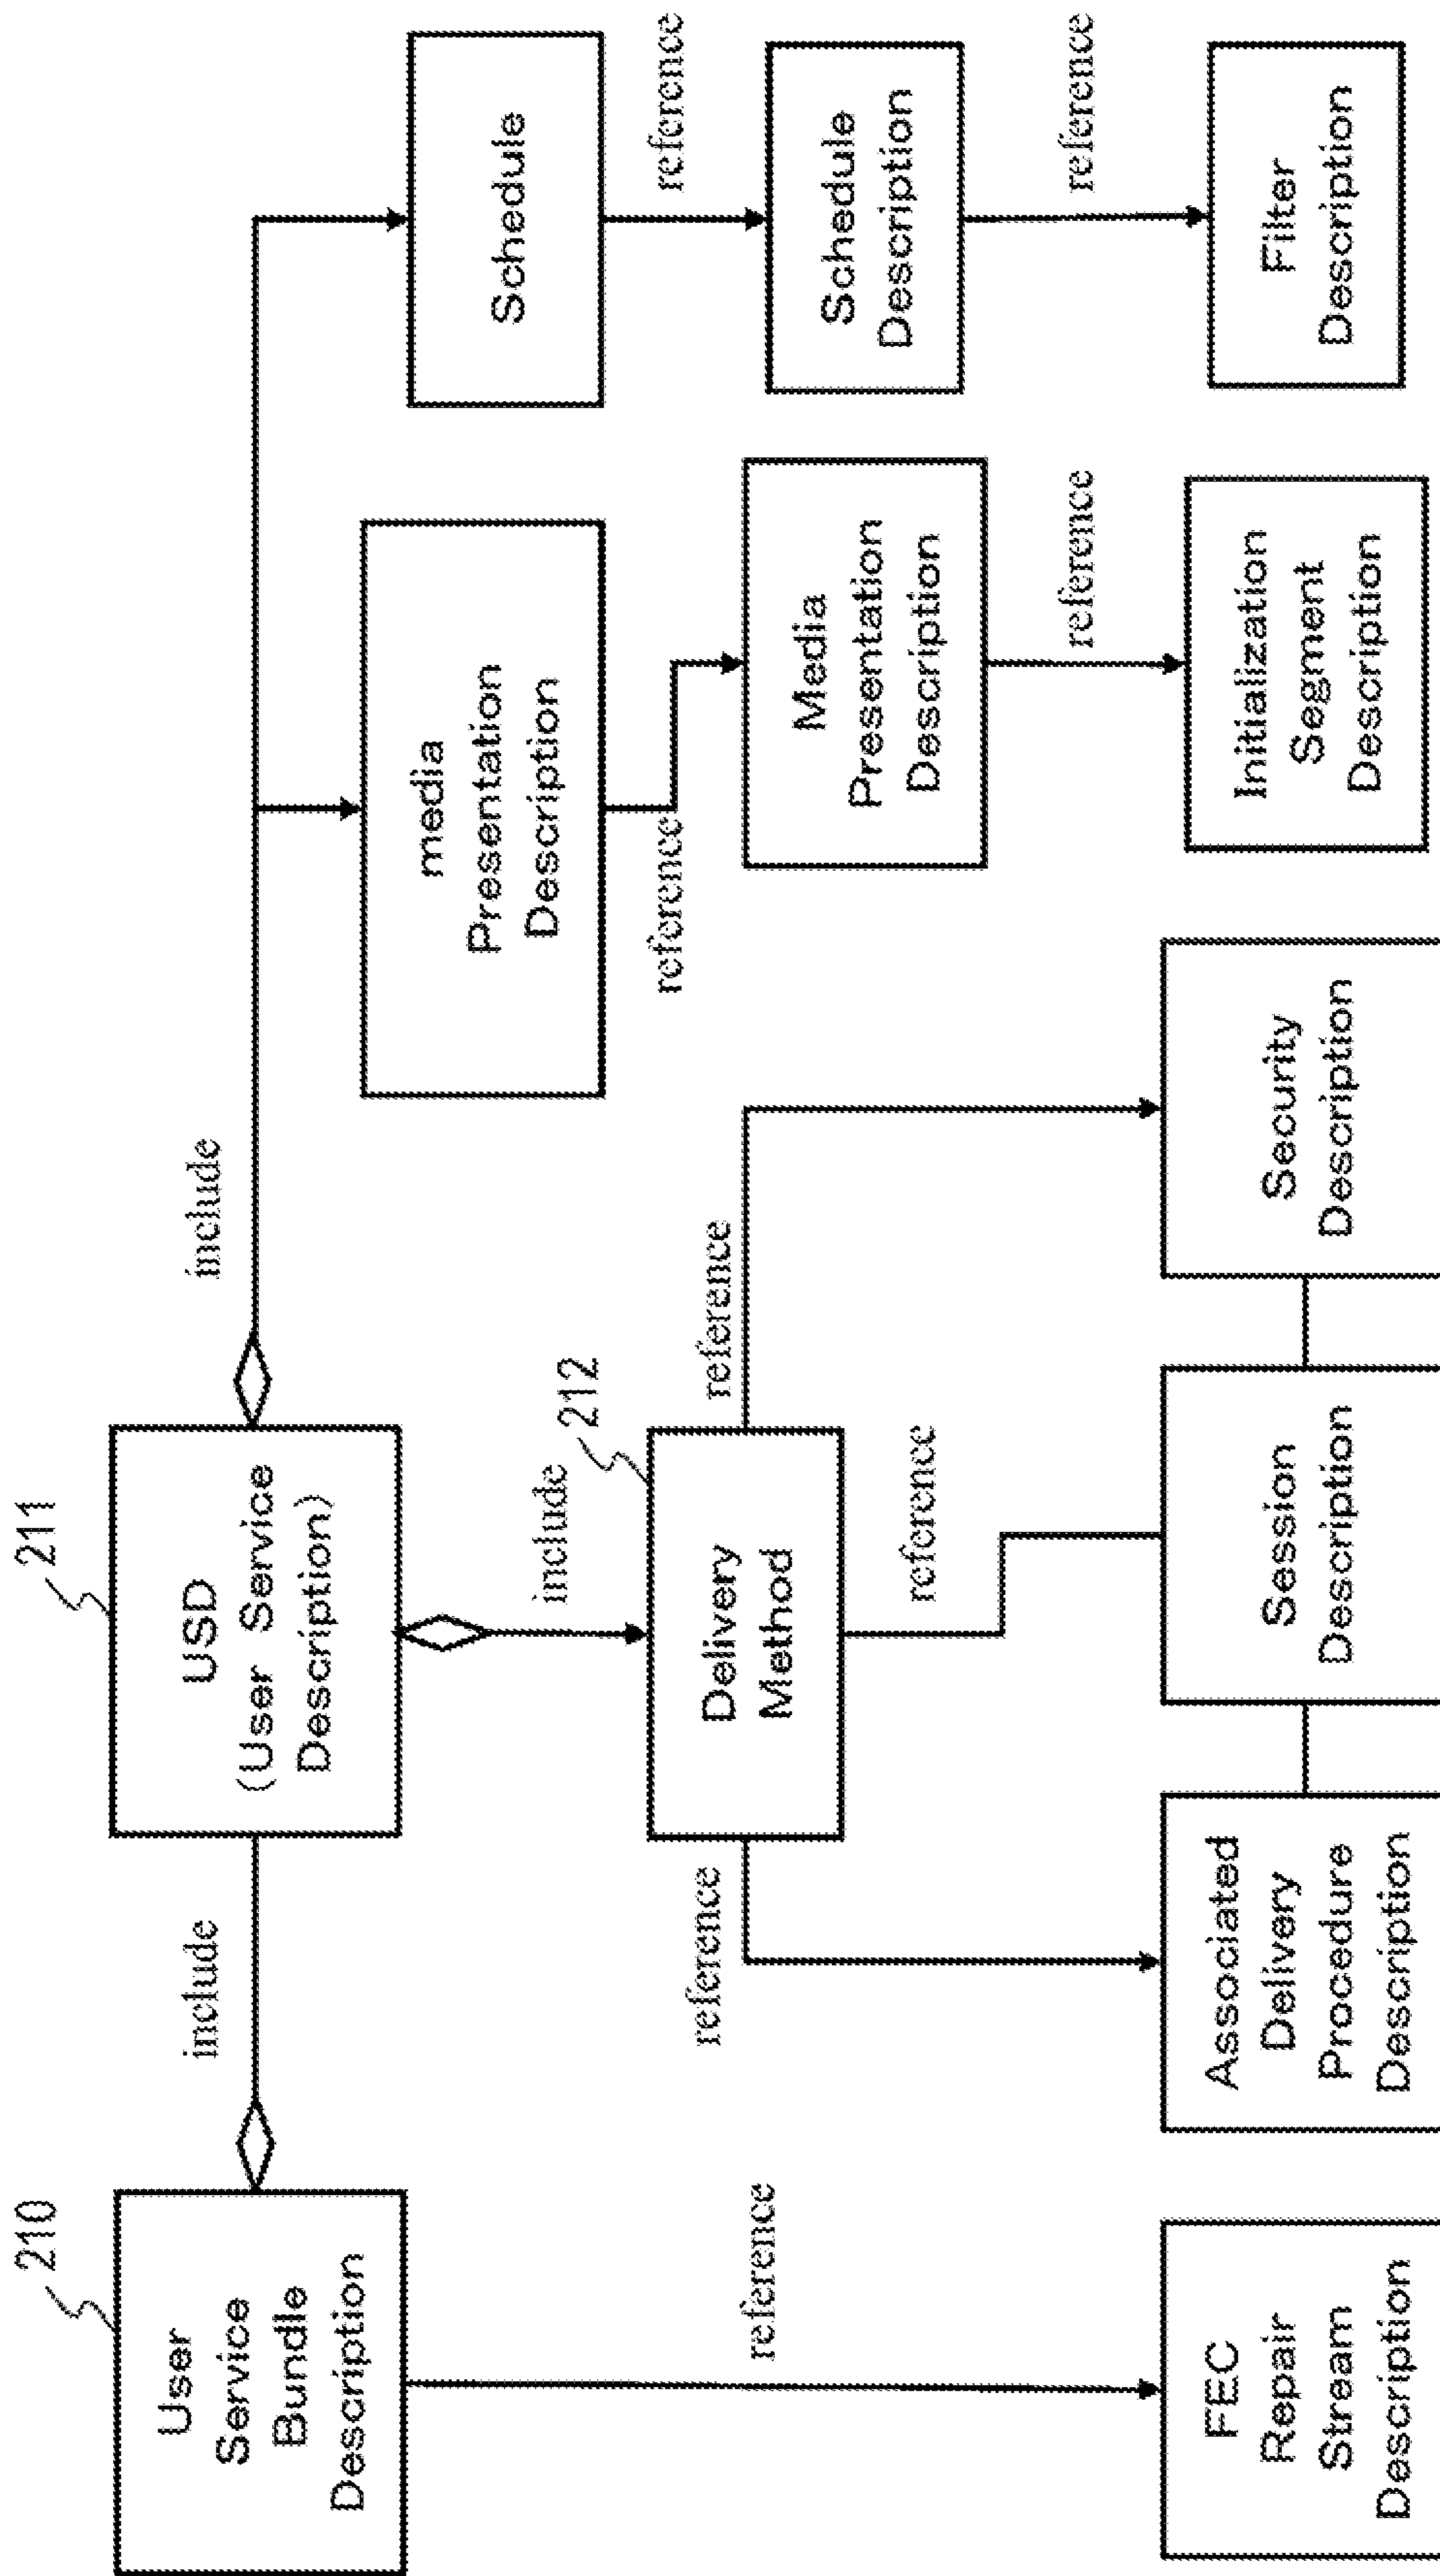 210
User
Service
Bundle
Description
include
211
USD
(User Service
Description)
include
include
212
Delivery
Method
media
Presentation
Description
Schedule
reference
reference
reference
reference
reference
reference
Media
Presentation
Description
Schedule
Description
reference
reference
FEC
Repair
Stream
Description
Associated
Delivery
Procedure
Description
Session
Description
Security
Description
Initialization
Segment
Description
Filter
Description